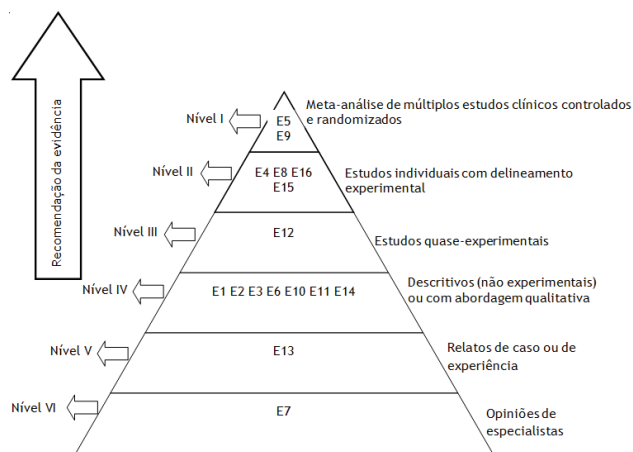 Recomendação da evidência
Nível I
E5
E9
Meta-análise de múltiplos estudos clínicos controlados
e randomizados
Nível II
E4 E8 E16
E15
Estudos individuais com delineamento
experimental
Nível III
E12
Estudos quase-experimentais
Nível IV
E1 E2 E3 E6 E10 E11 E14
Descritivos (não experimentais)
ou com abordagem qualitativa
Nível V
E13
Relatos de caso ou de
experiência
Nível VI
E7
Opiniões de
especialistas